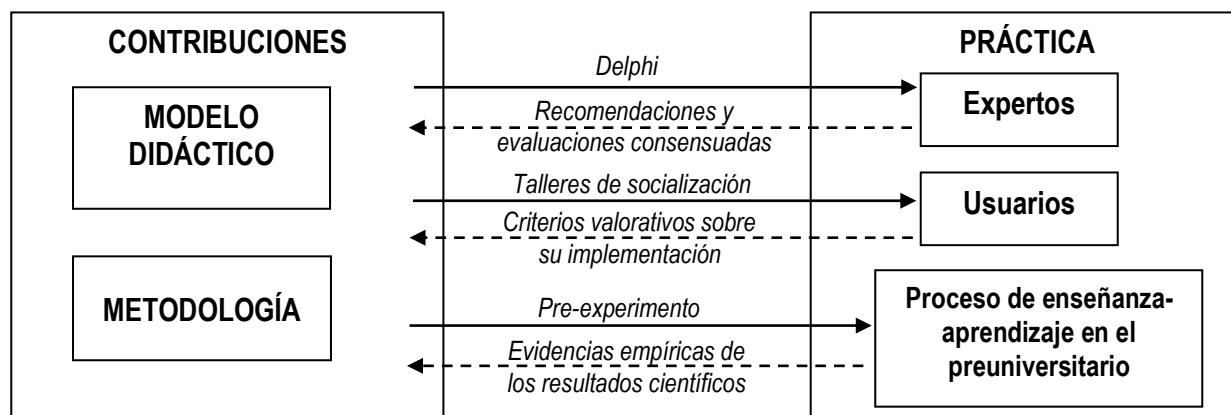 CONTRIBUCIONES
MODELO
DIDÁCTICO
METODOLOGÍA
Delphi
Recomendaciones y
evaluaciones consensuadas
Talleres de socialización
Criterios valorativos sobre
su implementación
Pre-experimento
Evidencias empíricas de
los resultados científicos
PRÁCTICA
Expertos
Usuarios
Proceso de enseñanza-
aprendizaje en el
preuniversitario